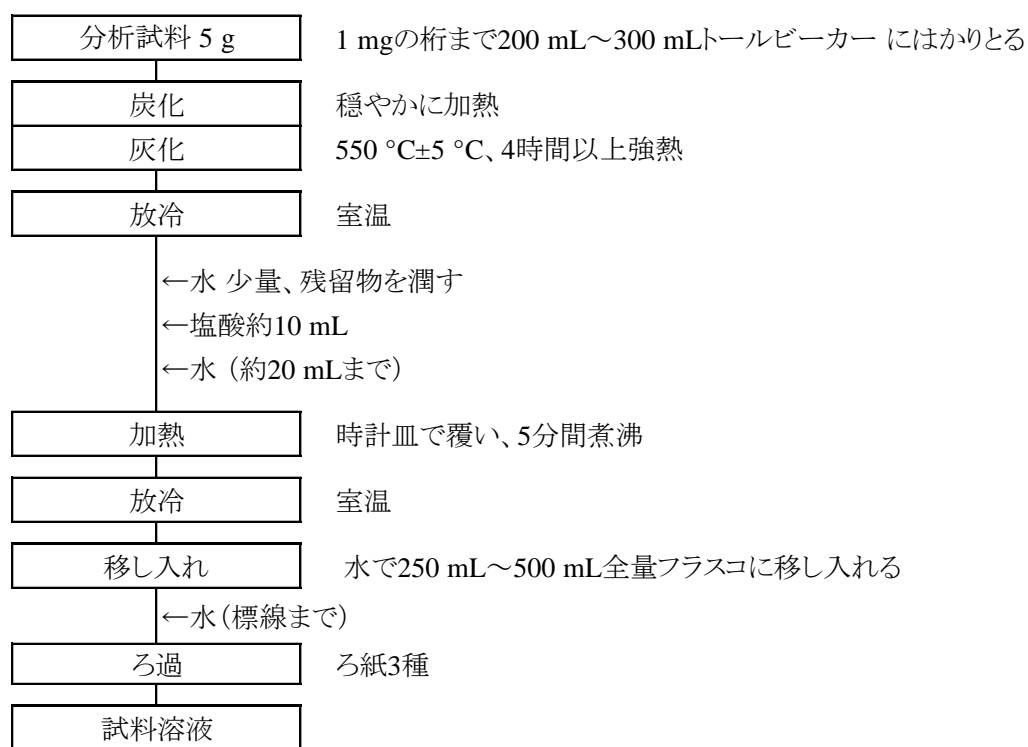 分析試料 5 g 1 mgの桁まで200 mL～300 mLトールビーカー にはかりとる
炭化 穏やかに加熱
灰化 550 °C±5 °C、4時間以上強熱
放冷 室温
←水 少量、残留物を潤す
←塩酸約10 mL
←水 （約20 mLまで）
加熱 時計皿で覆い、5分間煮沸
放冷 室温
移し入れ 水で250 mL～500 mL全量フラスコに移し入れる
←水（標線まで）
ろ過 ろ紙3種
試料溶液